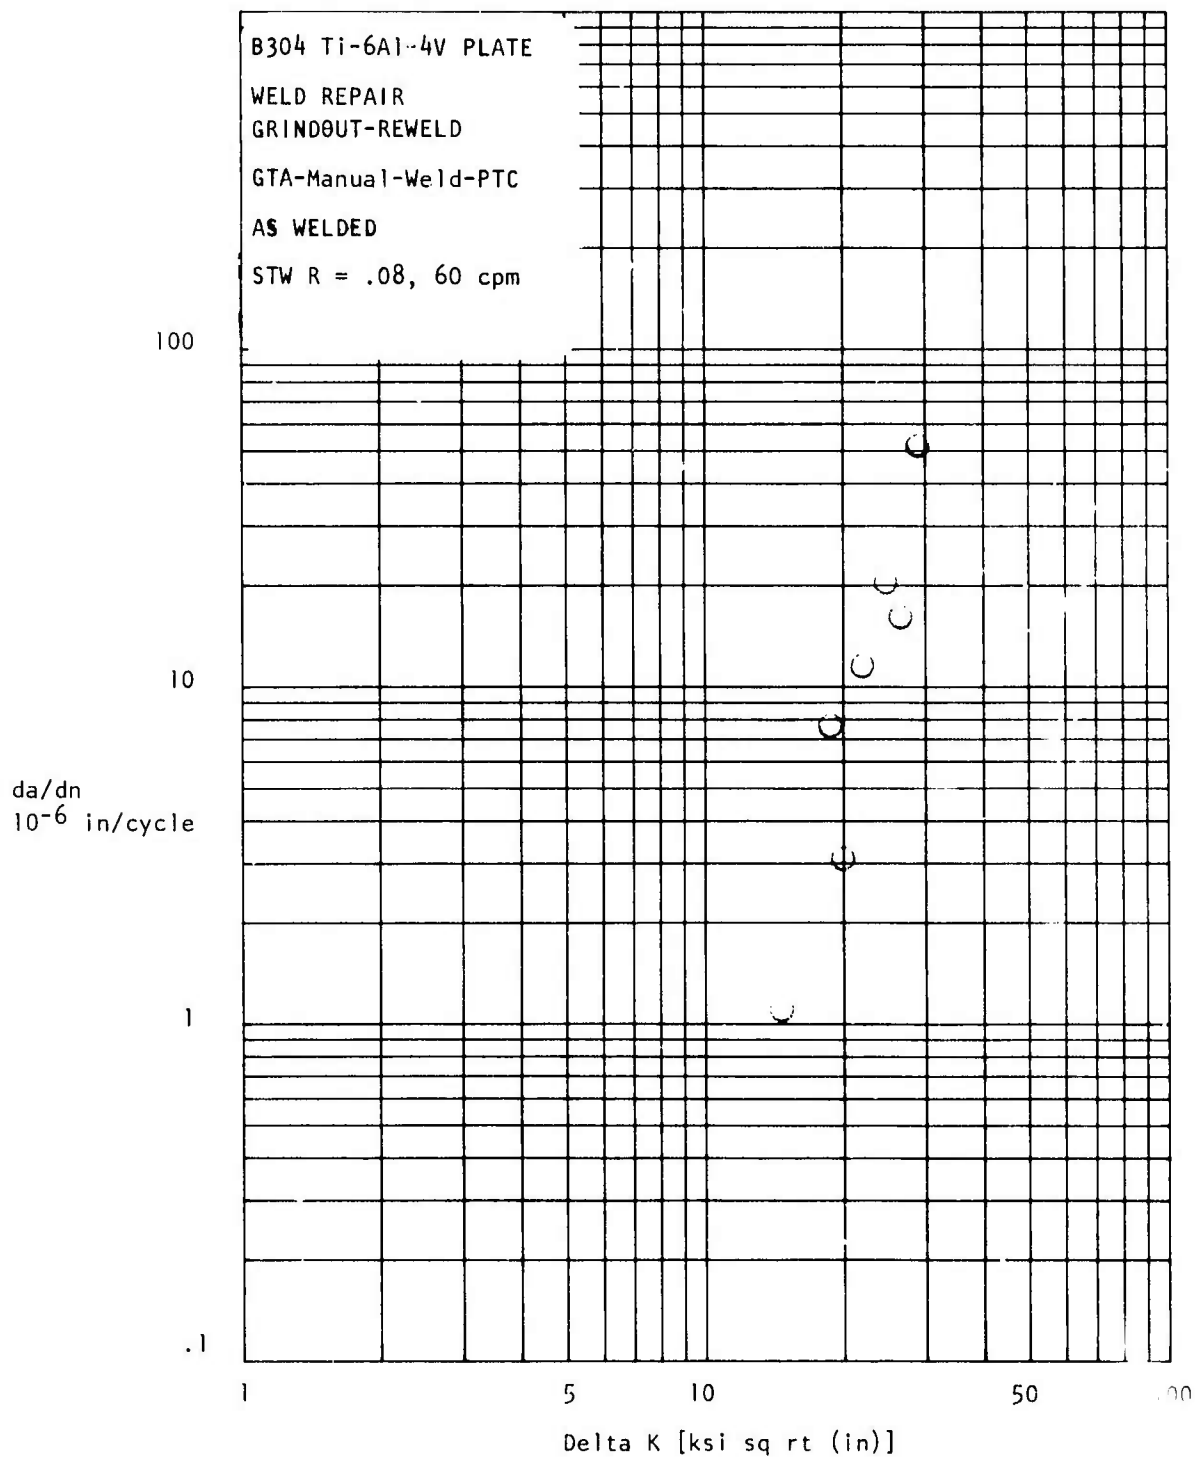 B304 Ti-6Al-4V PLATE
WELD REPAIR
GRINDOUT-REWELD
GTA-Manual-Weld-PTC
AS WELDED
STW R = .08, 60 cpm
100
10
da/dn
10-6 in/cycle
1
.1
1 5 10 50
Delta K [ksi sq rt (in)]